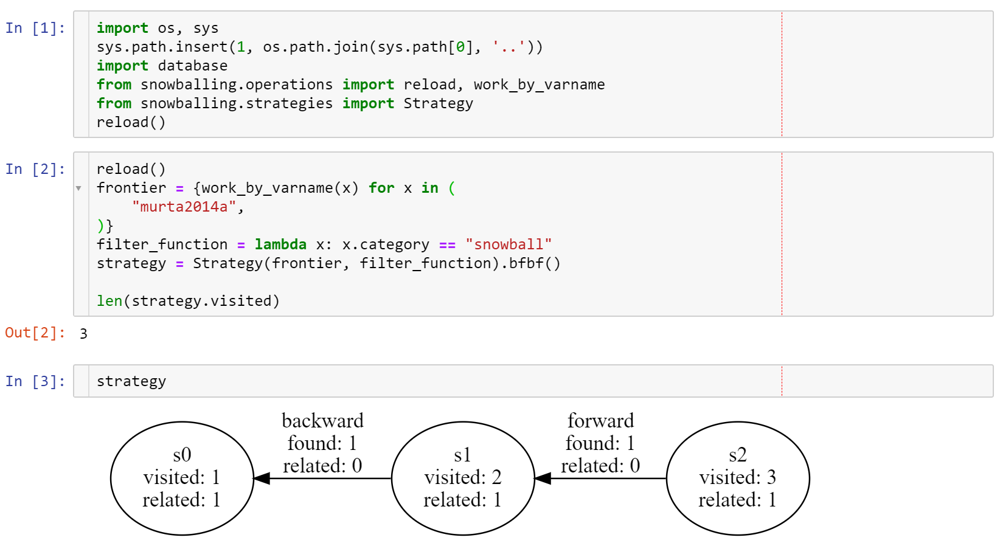 In [1]:
import os, sys
sys.path.insert(1, os.path.join(sys.path[0], '..'))
import database
from snowballing.operations import reload, work_by_varname
from snowballing.strategies import Strategy
reload()
In [2]:
reload()
frontier = {work_by_varname(x) for x in (
    "murta2014a",
)}
filter_function = lambda x: x.category == "snowball"
strategy = Strategy(frontier, filter_function).bfbf()
len(strategy.visited)
Out[2]: 3
In [3]:
strategy
s0
visited: 1
related: 1
backward
found: 1
related: 0
s1
visited: 2
related: 1
forward
found: 1
related: 0
s2
visited: 3
related: 1